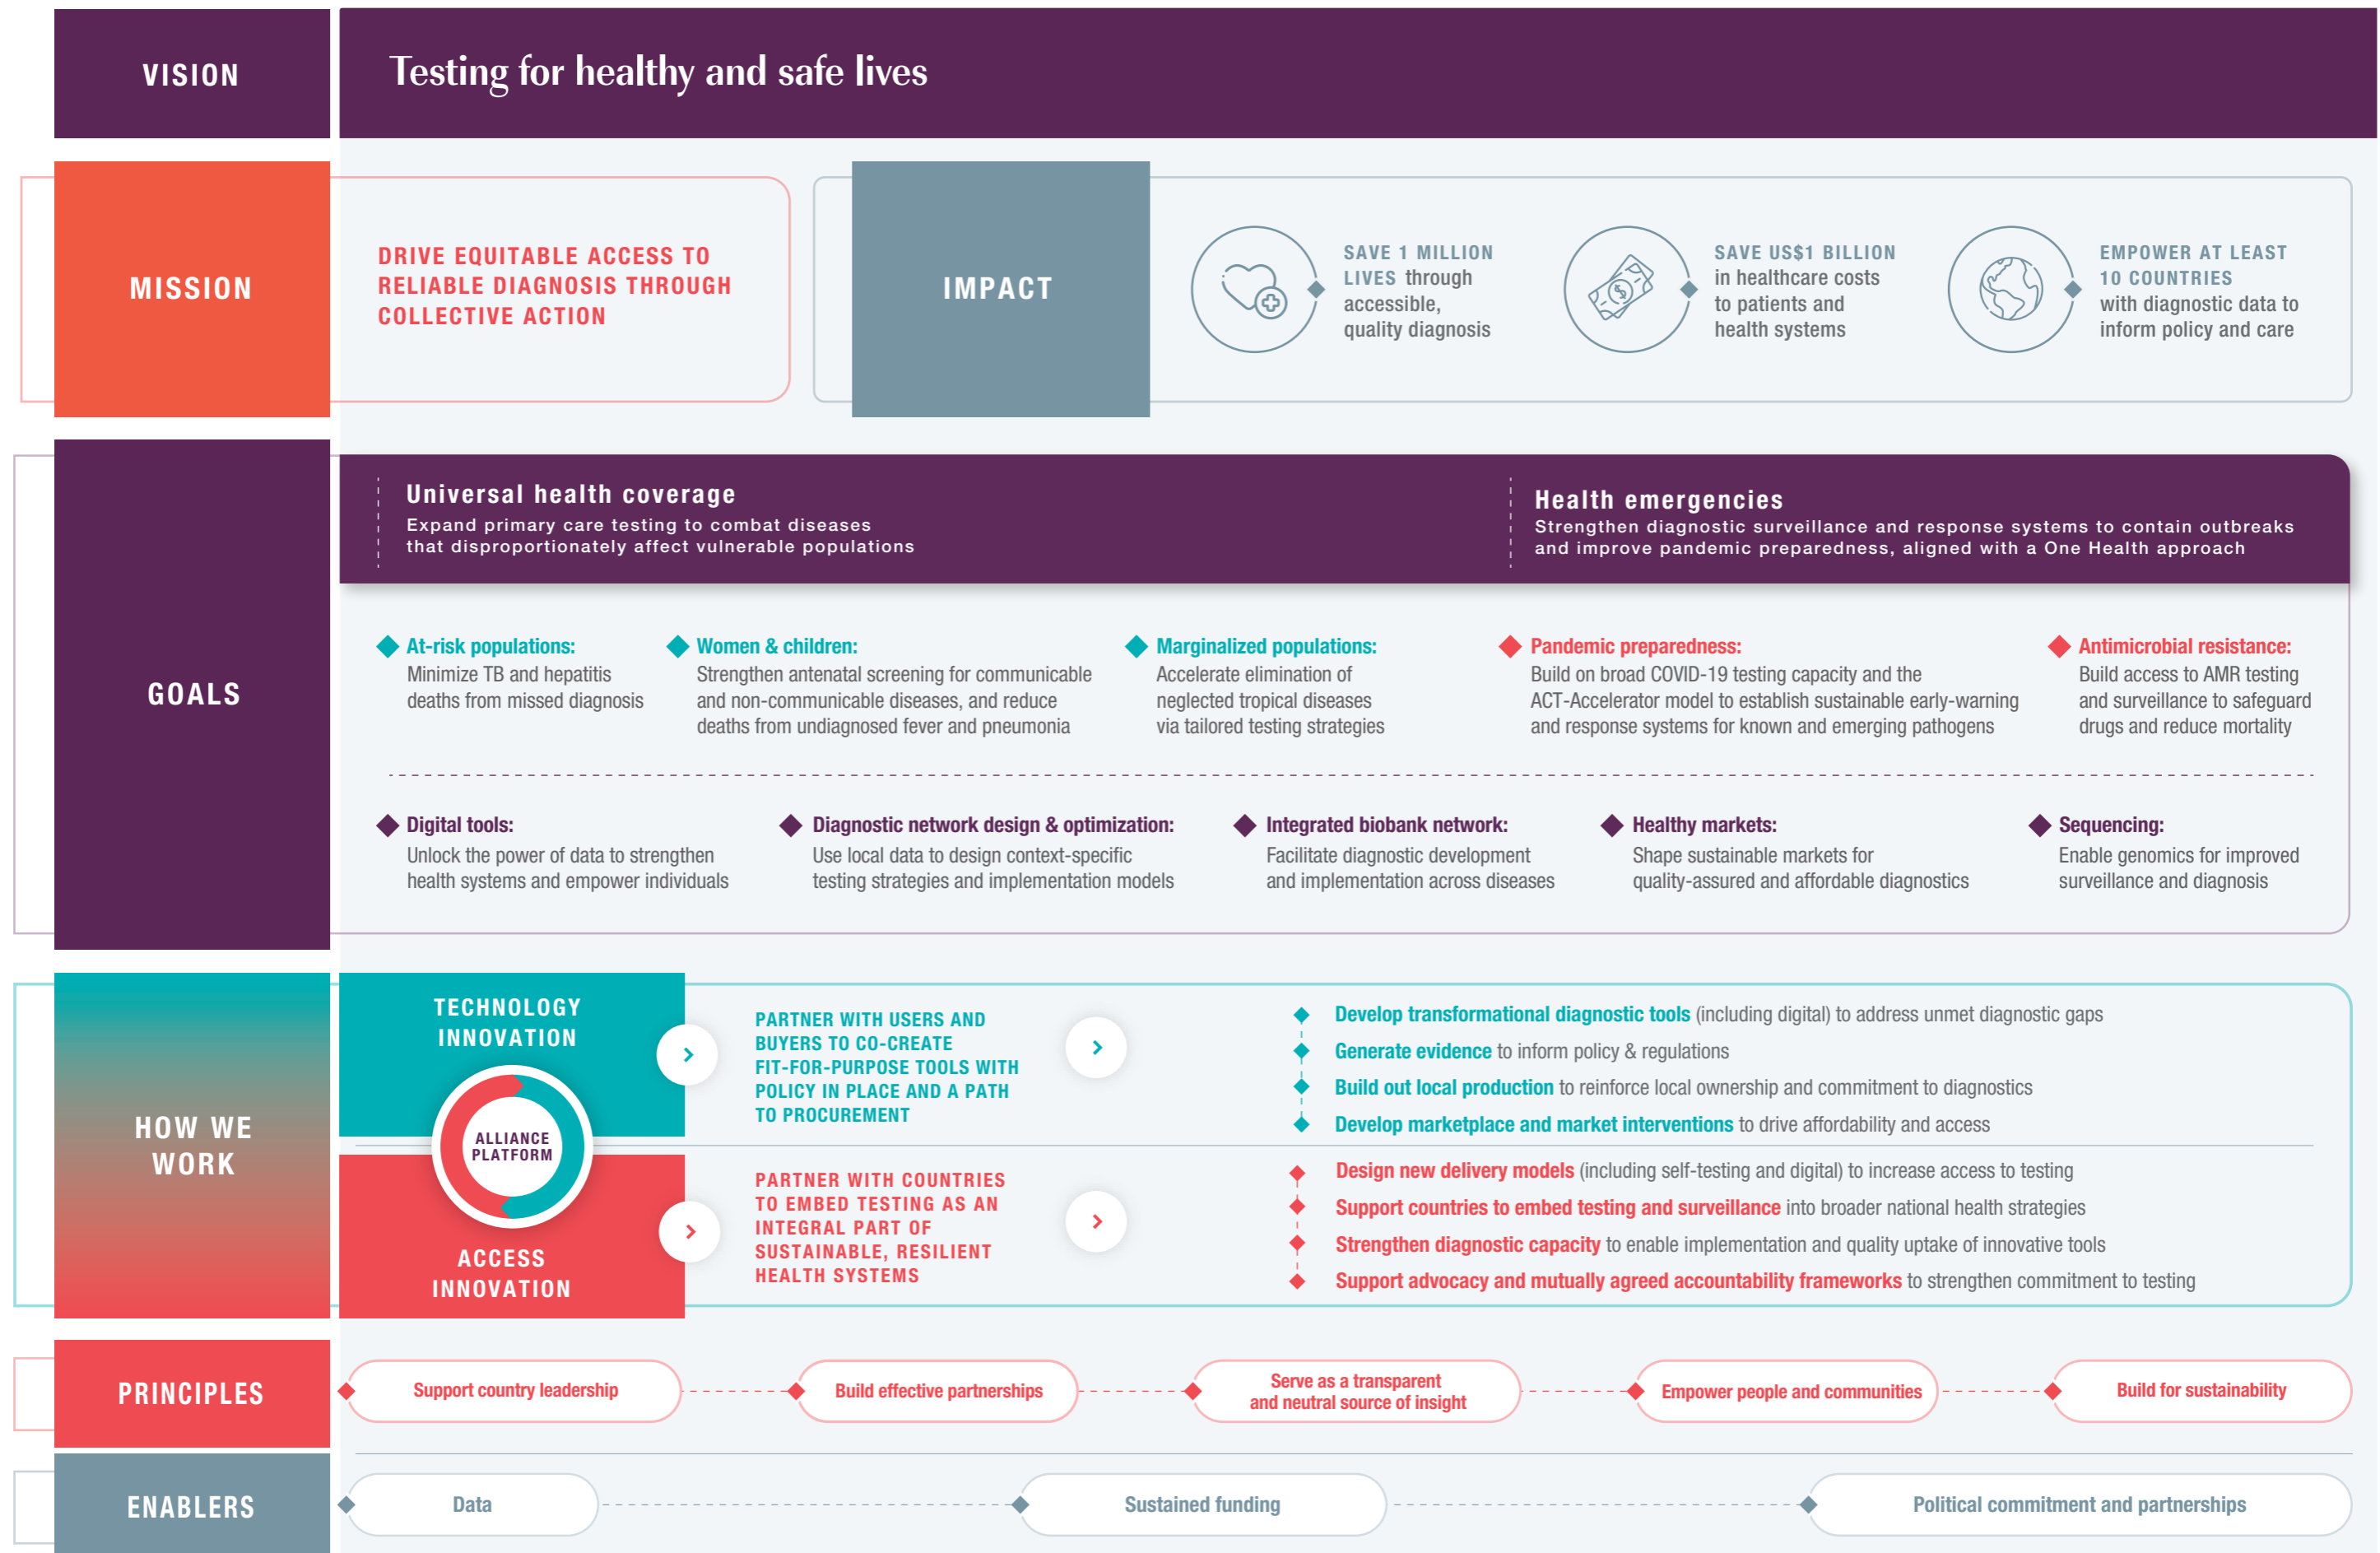 VISION
Testing for healthy and safe lives
MISSION
DRIVE EQUITABLE ACCESS TO
RELIABLE DIAGNOSIS THROUGH
COLLECTIVE ACTION
IMPACT
SAVE 1 MILLION
LIVES through
accessible,
quality diagnosis
SAVE US$1 BILLION
in healthcare costs
to patients and
health systems
EMPOWER AT LEAST
10 COUNTRIES
with diagnostic data to
inform policy and care
GOALS
Universal health coverage
Expand primary care testing to combat diseases
that disproportionately affect vulnerable populations
Health emergencies
Strengthen diagnostic surveillance and response systems to contain outbreaks
and improve pandemic preparedness, aligned with a One Health approach
At-risk populations:
Minimize TB and hepatitis
deaths from missed diagnosis
Women & children:
Strengthen antenatal screening for communicable
and non-communicable diseases, and reduce
deaths from undiagnosed fever and pneumonia
Marginalized populations:
Accelerate elimination of
neglected tropical diseases
via tailored testing strategies
Pandemic preparedness:
Build on broad COVID-19 testing capacity and the
ACT-Accelerator model to establish sustainable early-warning
and response systems for known and emerging pathogens
Antimicrobial resistance:
Build access to AMR testing
and surveillance to safeguard
drugs and reduce mortality
Digital tools:
Unlock the power of data to strengthen
health systems and empower individuals
Diagnostic network design & optimization:
Use local data to design context-specific
testing strategies and implementation models
Integrated biobank network:
Facilitate diagnostic development
and implementation across diseases
Healthy markets:
Shape sustainable markets for
quality-assured and affordable diagnostics
Sequencing:
Enable genomics for improved
surveillance and diagnosis
HOW WE
WORK
TECHNOLOGY
INNOVATION
ALLIANCE
PLATFORM
ACCESS
INNOVATION
PARTNER WITH USERS AND
BUYERS TO CO-CREATE
FIT-FOR-PURPOSE TOOLS WITH
POLICY IN PLACE AND A PATH
TO PROCUREMENT
Develop transformational diagnostic tools (including digital) to address unmet diagnostic gaps
Generate evidence to inform policy & regulations
Build out local production to reinforce local ownership and commitment to diagnostics
Develop marketplace and market interventions to drive affordability and access
PARTNER WITH COUNTRIES
TO EMBED TESTING AS AN
INTEGRAL PART OF
SUSTAINABLE, RESILIENT
HEALTH SYSTEMS
Design new delivery models (including self-testing and digital) to increase access to testing
Support countries to embed testing and surveillance into broader national health strategies
Strengthen diagnostic capacity to enable implementation and quality uptake of innovative tools
Support advocacy and mutually agreed accountability frameworks to strengthen commitment to testing
PRINCIPLES
Support country leadership
Build effective partnerships
Serve as a transparent
and neutral source of insight
Empower people and communities
Build for sustainability
ENABLERS
Data
Sustained funding
Political commitment and partnerships